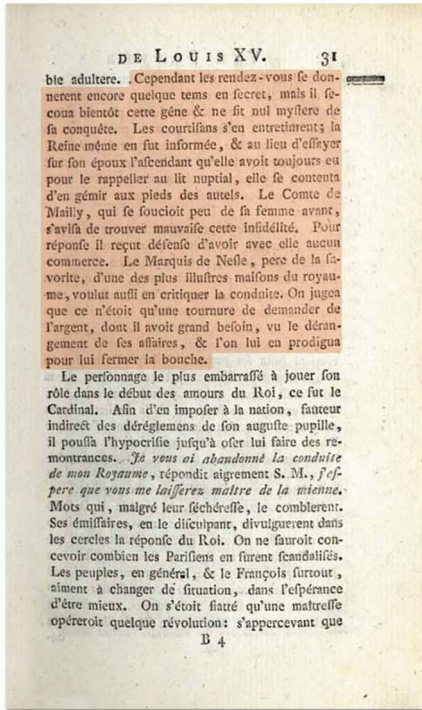 DE LOUIS XV. 31
ble adultere. Cependant les rendez-vous se don-
nerent encore quelque tems en secret, mais il se-
coua bientôt cette gêne & ne fit nul mystere de
sa conquête. Les courtisans s'en entretinrent; la
Reine même en fut informée, & au lieu d'essayer
sur son époux l'ascendant qu'elle avoit toujours eu
pour le rappeller au lit nuptial, elle se contenta
d'en gémir aux pieds des autels. Le Comte de
Mailly, qui se soucioit peu de sa femme avant,
s'avisa de trouver mauvaise cette infidélité. Pour
réponse il reçut défense d'avoir avec elle aucun
commerce. Le Marquis de Nesle, pere de la fa-
vorite, d'une des plus illustres maisons du royau-
me, voulut aussi en critiquer la conduite. On jugea
que ce n'étoit qu'une tournure de demander de
l'argent, dont il avoit grand besoin, vu le déran-
gement de ses affaires, & l'on lui en prodigua
pour lui fermer la bouche.
Le personnage le plus embarrassé à jouer son
rôle dans le début des amours du Roi, ce fut le
Cardinal. Afin d'en imposer à la nation, fauteur
indirect des déréglemens de son auguste pupille,
il poussa l'hypocrisie jusqu'à oser lui faire des re-
montrances. Je vous ai abandonné la conduite
de mon Royaume, répondit aigrement S. M., j'es-
pere que vous me laisserez maître de la mienne.
Mots qui, malgré leur sécheresse, le comblerent.
Ses émissaires, en le disculpant, divulguerent dans
les cercles la réponse du Roi. On ne sauroit con-
cevoir combien les Parisiens en furent scandalisés.
Les peuples, en général, & le François surtout,
aiment à changer de situation, dans l'espérance
d'être mieux. On s'étoit flatté qu'une maîtresse
opéreroit quelque révolution: s'appercevant que
B 4